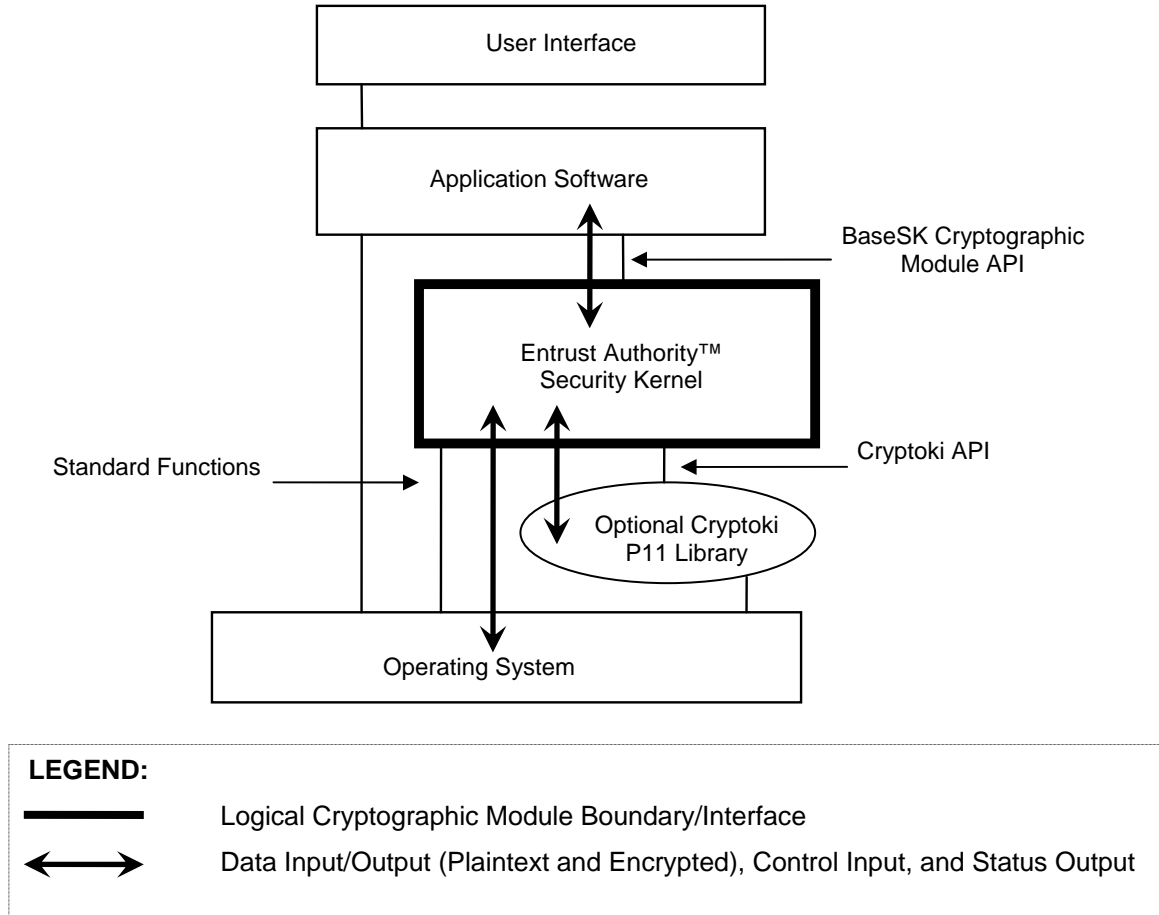 User Interface
Application Software
BaseSK Cryptographic
Module API
Entrust Authority™
Security Kernel
Standard Functions
Cryptoki API
Optional Cryptoki
P11 Library
Operating System
LEGEND:
Logical Cryptographic Module Boundary/Interface
Data Input/Output (Plaintext and Encrypted), Control Input, and Status Output